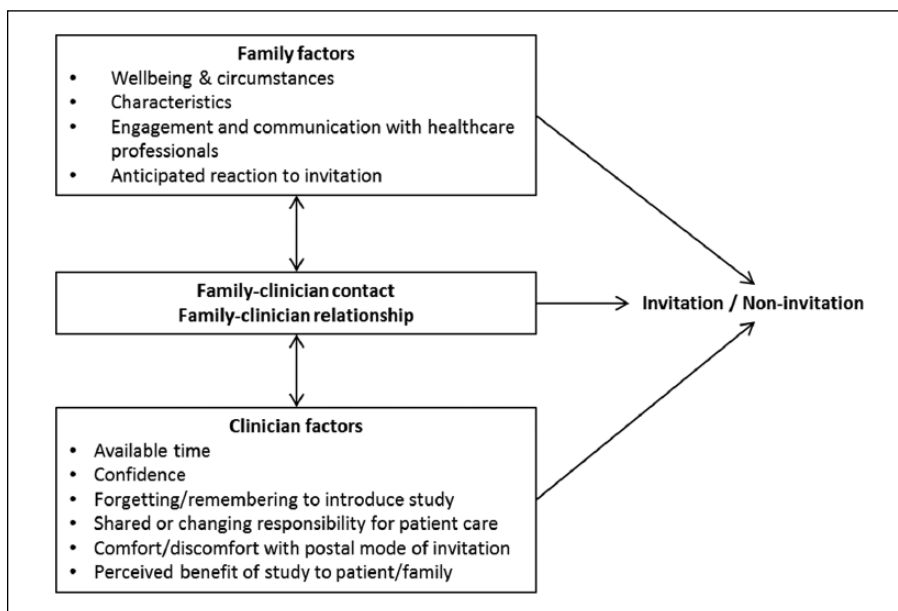 Family factors
• Wellbeing & circumstances
• Characteristics
• Engagement and communication with healthcare
professionals
• Anticipated reaction to invitation
Family-clinician contact
Family-clinician relationship
Invitation / Non-invitation
Clinician factors
• Available time
• Confidence
• Forgetting/remembering to introduce study
• Shared or changing responsibility for patient care
• Comfort/discomfort with postal mode of invitation
• Perceived benefit of study to patient/family